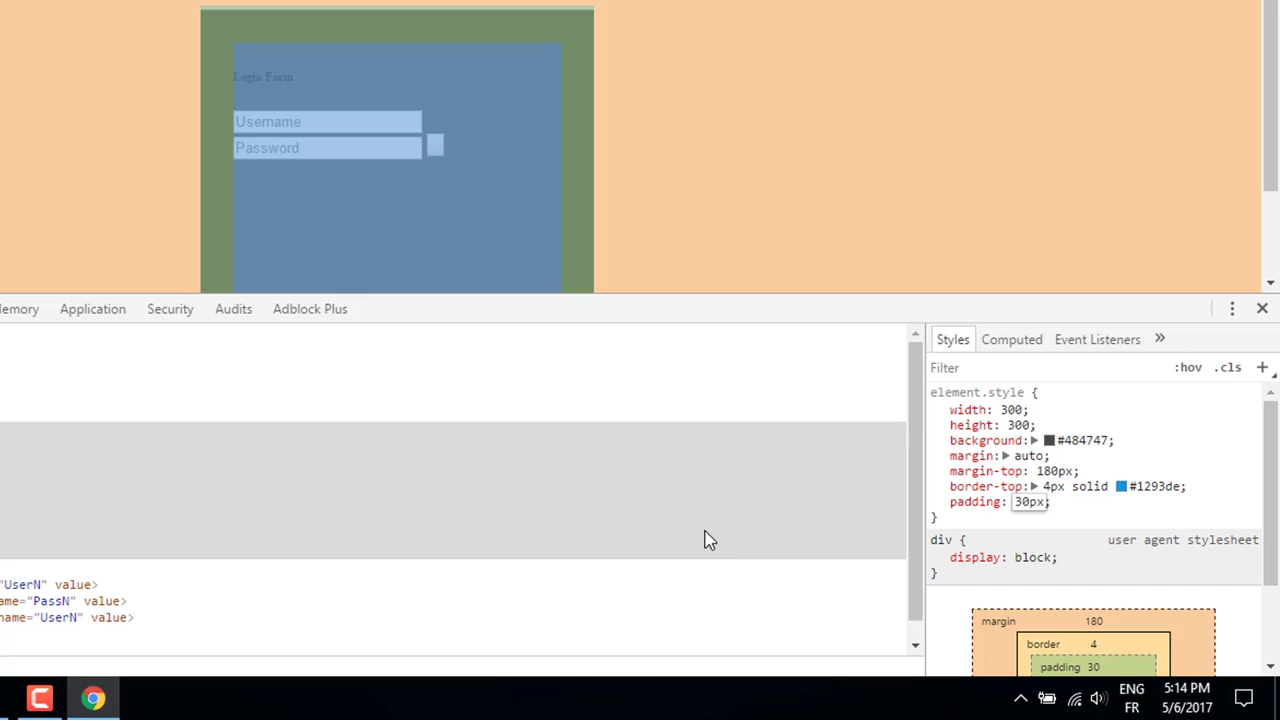 Login Form
Username
Password
Application Security Audits Adblock Plus
Styles Computed Event Listeners »
Filter :hov .cls +
element.style {
width: 300;
height: 300;
background: #484747;
margin: auto;
margin-top: 180px;
border-top: 4px solid #1293de;
padding: 30px;
}
div { user agent stylesheet
display: block;
}
"UserN" value>
ame="PassN" value>
name="UserN" value>
margin 180
border 4
padding 30
ENG 5:14 PM
FR 5/6/2017